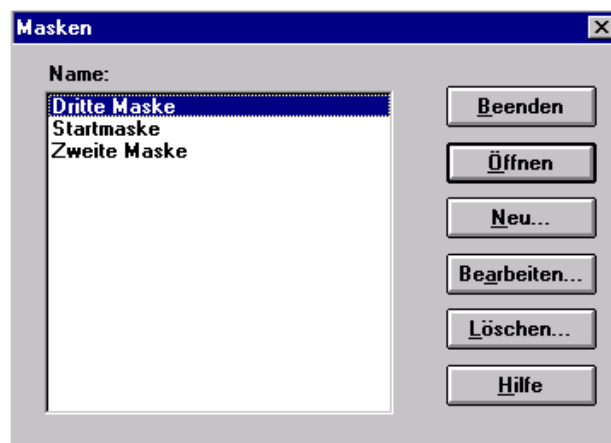 Masken
Name:
Dritte Maske
Startmaske
Zweite Maske
Beenden
Öffnen
Neu...
Bearbeiten...
Löschen...
Hilfe